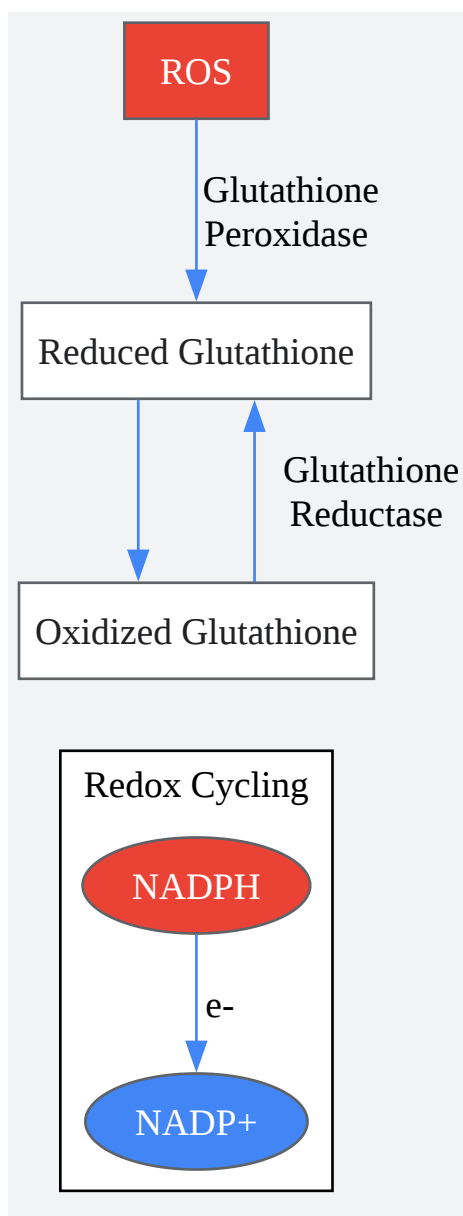 ROS
Glutathione
Peroxidase
Reduced Glutathione
Glutathione
Reductase
Oxidized Glutathione
Redox Cycling
NADPH
e-
NADP+